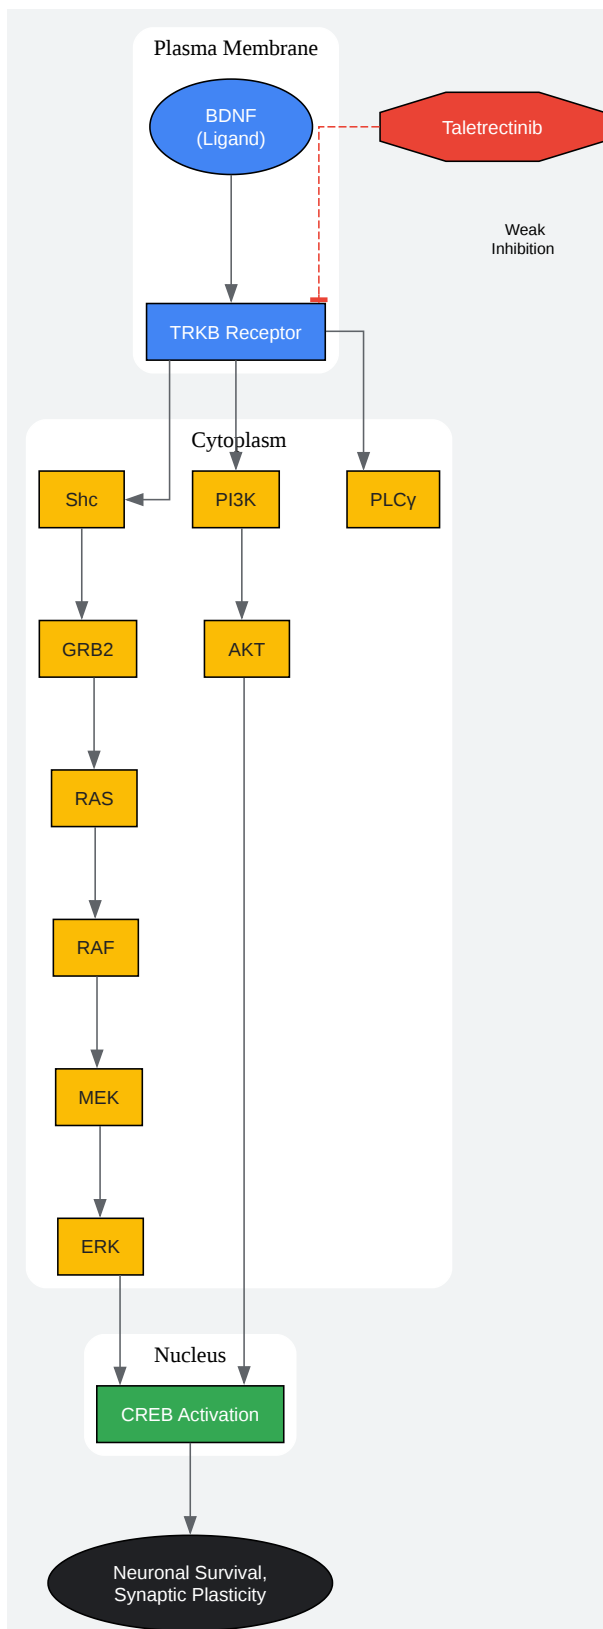 Plasma Membrane
BDNF
(Ligand)
Taletrectinib
Weak
Inhibition
TRKB Receptor
Cytoplasm
Shc
PI3K
PLCγ
GRB2
AKT
RAS
RAF
MEK
ERK
Nucleus
CREB Activation
Neuronal Survival,
Synaptic Plasticity